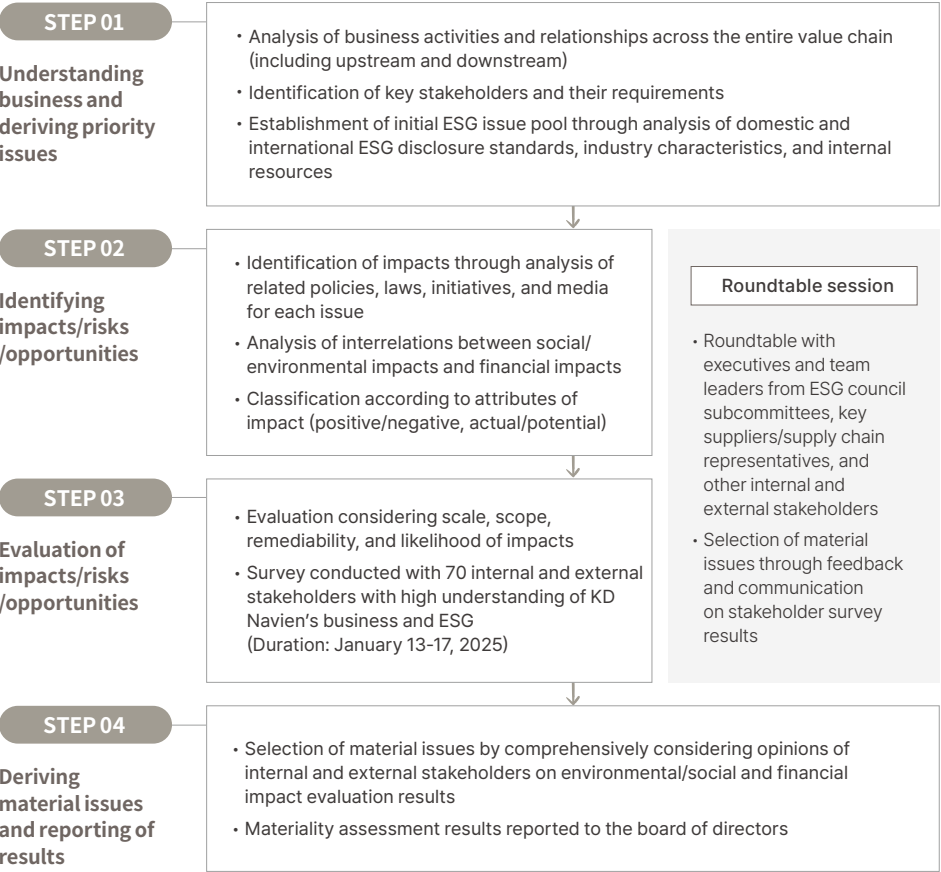 STEP 01
Understanding
business and
deriving priority
issues
• Analysis of business activities and relationships across the entire value chain
(including upstream and downstream)
• Identification of key stakeholders and their requirements
• Establishment of initial ESG issue pool through analysis of domestic and
international ESG disclosure standards, industry characteristics, and internal
resources
STEP 02
Identifying
impacts/risks
/opportunities
• Identification of impacts through analysis of
related policies, laws, initiatives, and media
for each issue
• Analysis of interrelations between social/
environmental impacts and financial impacts
• Classification according to attributes of
impact (positive/negative, actual/potential)
STEP 03
Evaluation of
impacts/risks
/opportunities
• Evaluation considering scale, scope,
remediability, and likelihood of impacts
• Survey conducted with 70 internal and external
stakeholders with high understanding of KD
Navien’s business and ESG
(Duration: January 13-17, 2025)
Roundtable session
• Roundtable with
executives and team
leaders from ESG council
subcommittees, key
suppliers/supply chain
representatives, and
other internal and
external stakeholders
• Selection of material
issues through feedback
and communication
on stakeholder survey
results
STEP 04
Deriving
material issues
and reporting of
results
• Selection of material issues by comprehensively considering opinions of
internal and external stakeholders on environmental/social and financial
impact evaluation results
• Materiality assessment results reported to the board of directors